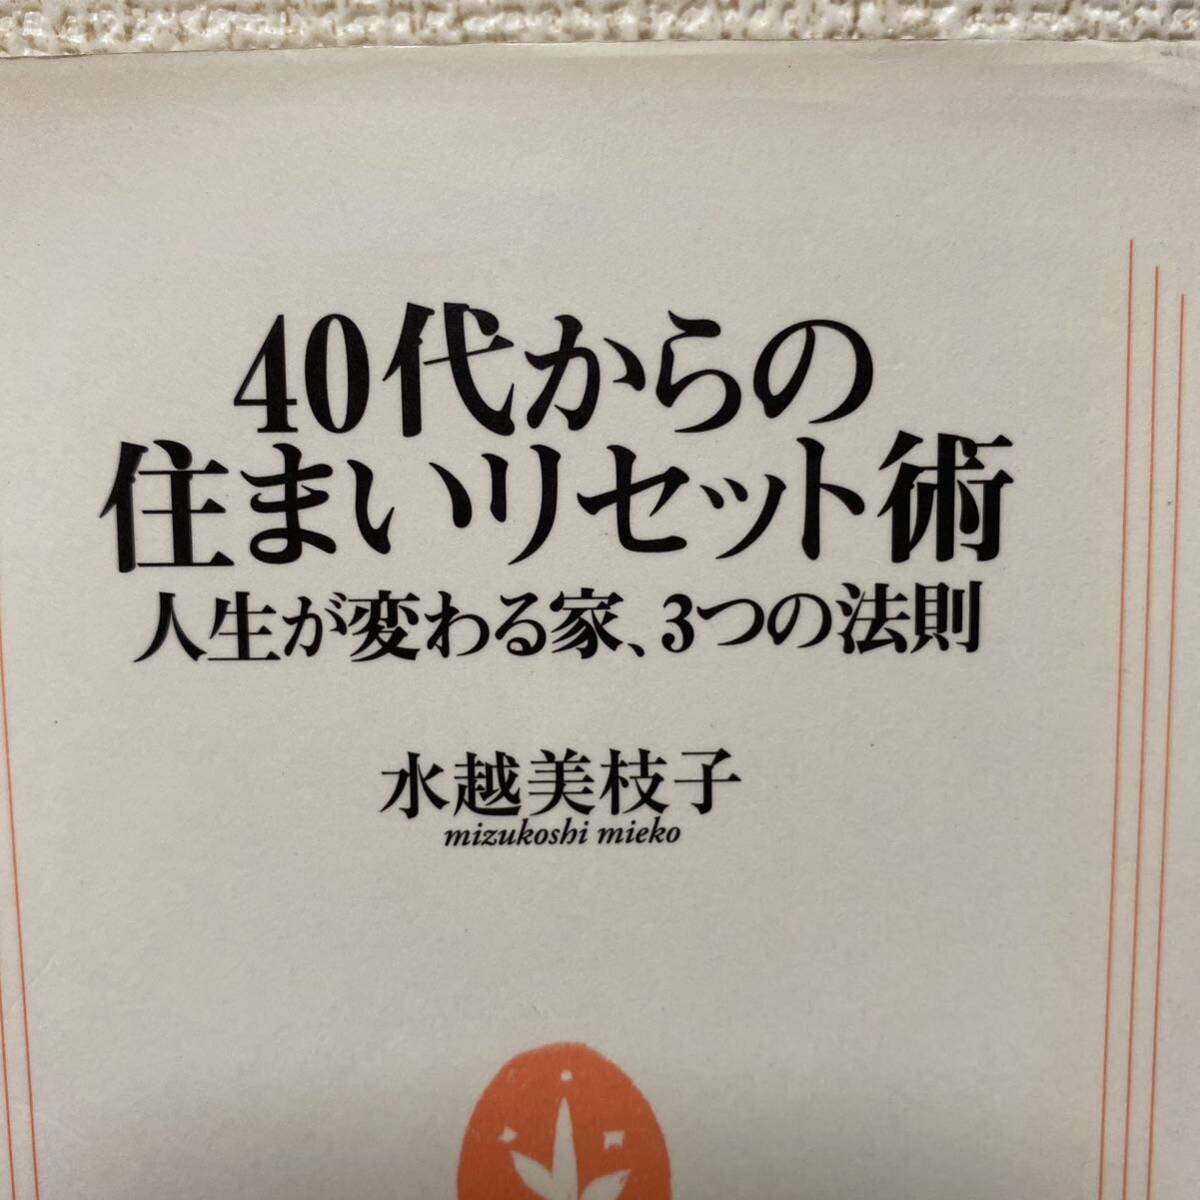 40代からの
住まいリセット術
人生が変わる家、3つの法則
水越美枝子
mizukoshi mieko